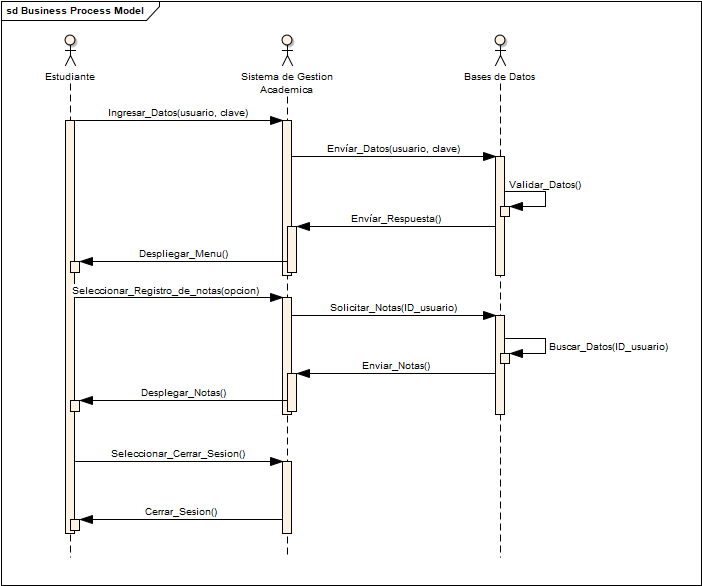 sd Business Process Model
Estudiante
Sistema de Gestion
Academica
Bases de Datos
Ingresar_Datos(usuario, clave)
Envíar_Datos(usuario, clave)
Validar_Datos()
Envíar_Respuesta()
Despliegar_Menu()
Seleccionar_Registro_de_notas(opcion)
Solicitar_Notas(ID_usuario)
Buscar_Datos(ID_usuario)
Enviar_Notas()
Desplegar_Notas()
Seleccionar_Cerrar_Sesion()
Cerrar_Sesion()